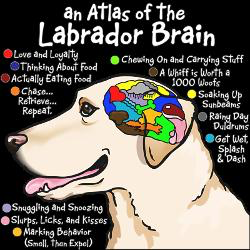 an Atlas of the
Labrador Brain
Love and Loyalty
Thinking About Food
Actually Eating Food
Chase...
Retrieve...
Repeat.
Chewing On and Carrying Stuff
A Whiff is Worth a
1000 Woofs
Soaking Up
Sunbeams
Rainy Day
Duldrums
Get Wet,
Splash
& Dash
Snuggling and Snoozing
Slurps, Licks, and Kisses
Marking Behavior
(Smell, then Expel)